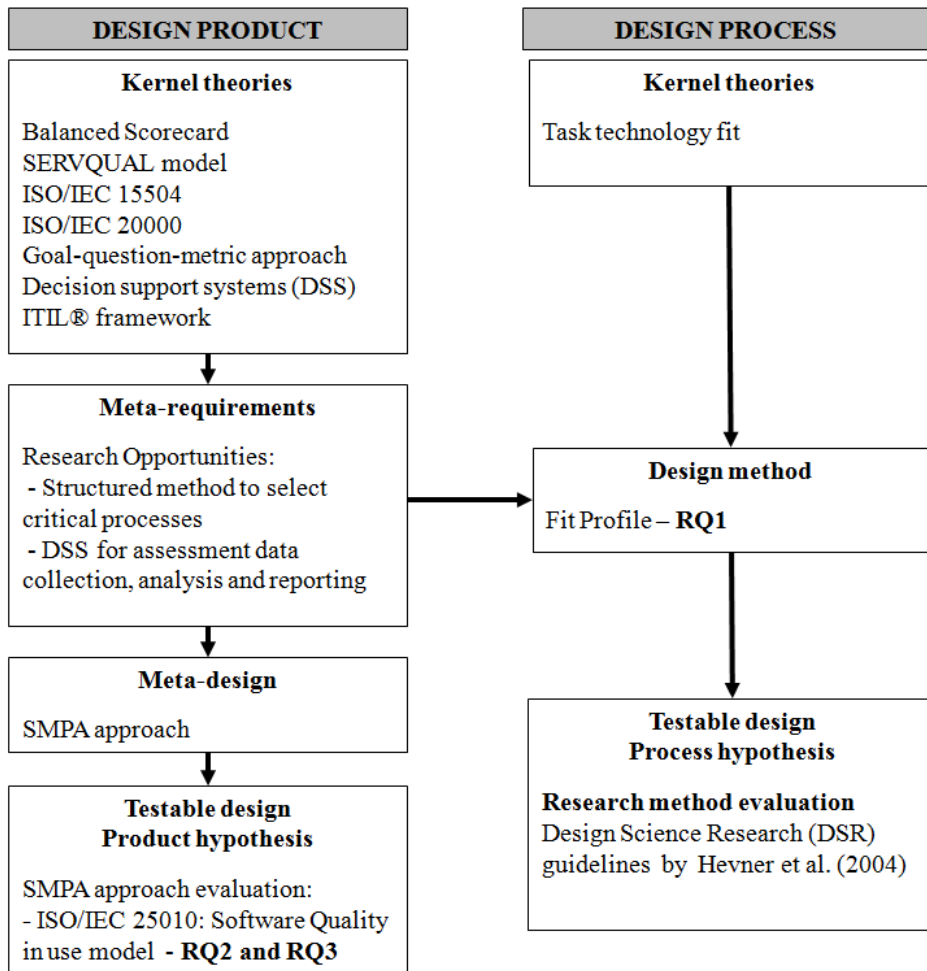 DESIGN PRODUCT
Kernel theories
Balanced Scorecard
SERVQUAL model
ISO/IEC 15504
ISO/IEC 20000
Goal-question-metric approach
Decision support systems (DSS)
ITIL® framework
Meta-requirements
Research Opportunities:
- Structured method to select
critical processes
- DSS for assessment data
collection, analysis and reporting
Meta-design
SMPA approach
Testable design
Product hypothesis
SMPA approach evaluation:
- ISO/IEC 25010: Software Quality
in use model - RQ2 and RQ3
DESIGN PROCESS
Kernel theories
Task technology fit
Design method
Fit Profile – RQ1
Testable design
Process hypothesis
Research method evaluation
Design Science Research (DSR)
guidelines by Hevner et al. (2004)